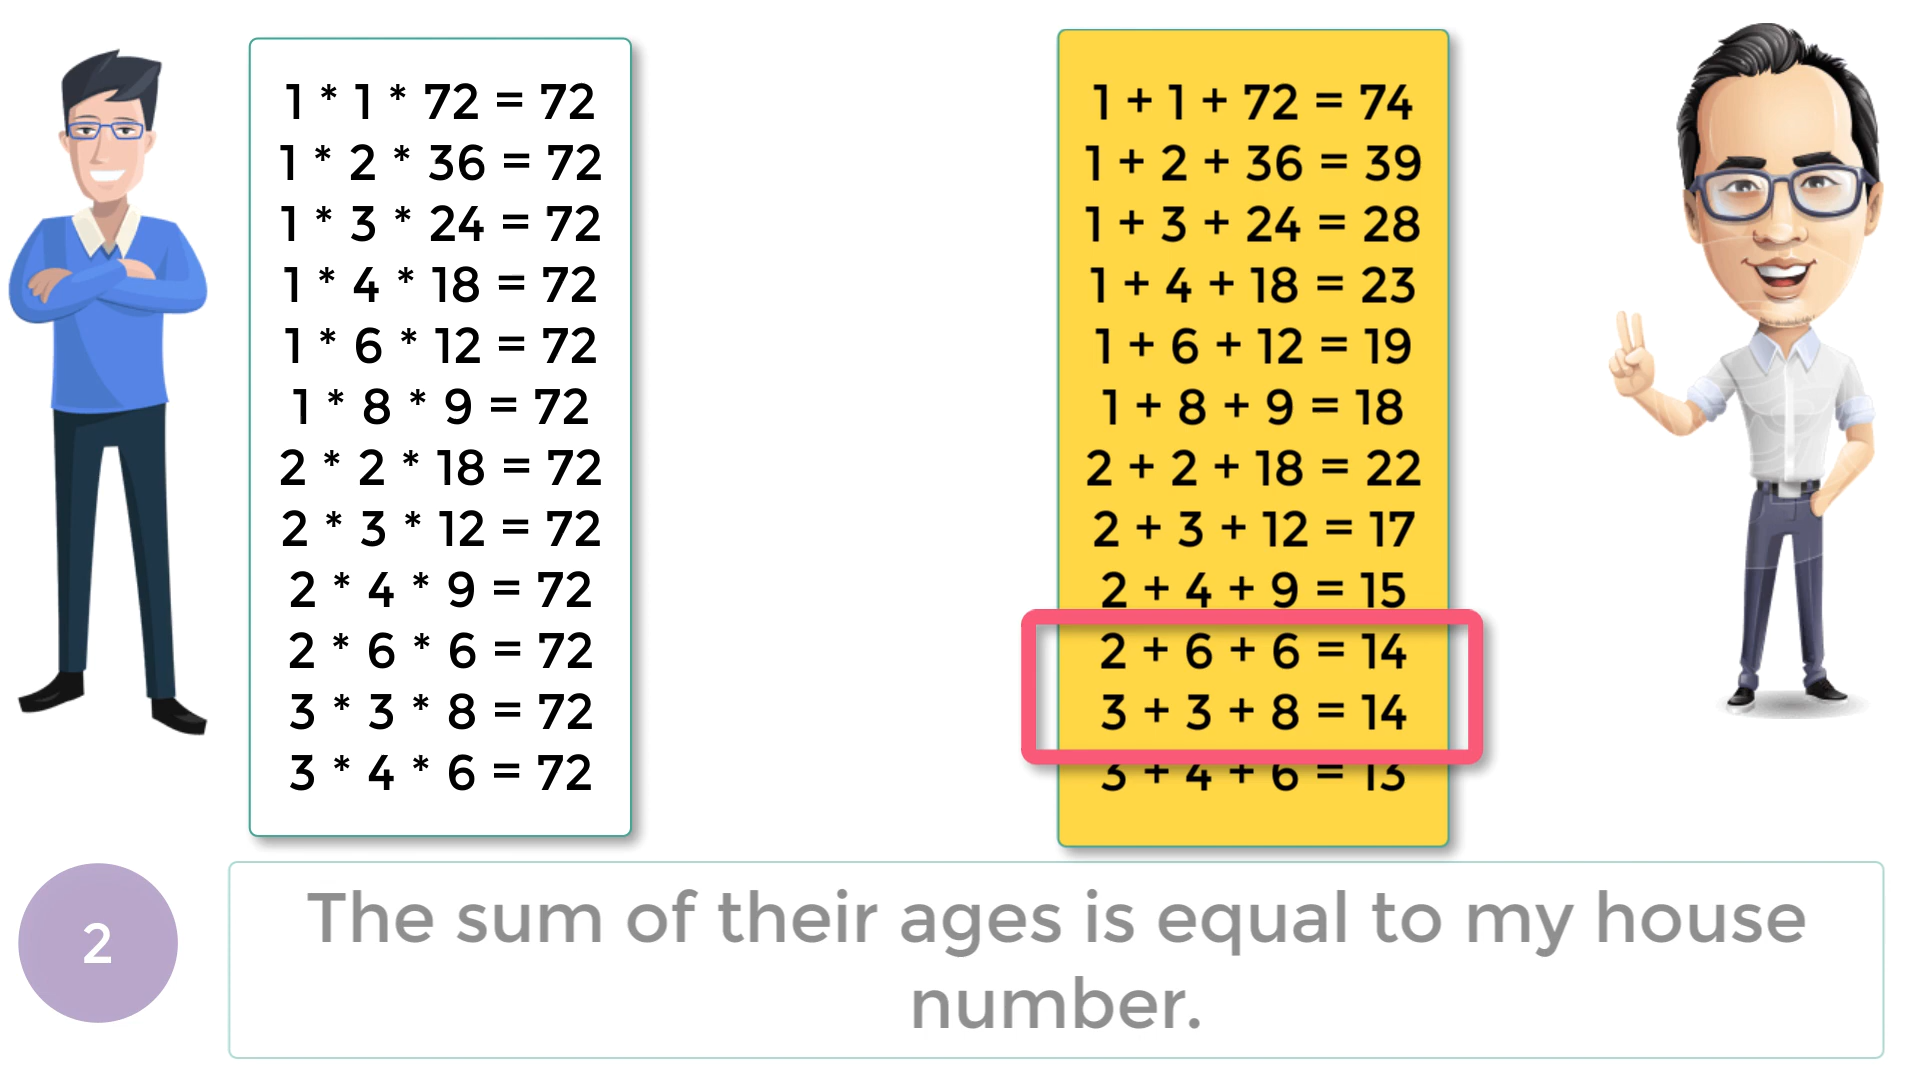 1 * 1 * 72 = 72
1 * 2 * 36 = 72
1 * 3 * 24 = 72
1 * 4 * 18 = 72
1 * 6 * 12 = 72
1 * 8 * 9 = 72
2 * 2 * 18 = 72
2 * 3 * 12 = 72
2 * 4 * 9 = 72
2 * 6 * 6 = 72
3 * 3 * 8 = 72
3 * 4 * 6 = 72
1 + 1 + 72 = 74
1 + 2 + 36 = 39
1 + 3 + 24 = 28
1 + 4 + 18 = 23
1 + 6 + 12 = 19
1 + 8 + 9 = 18
2 + 2 + 18 = 22
2 + 3 + 12 = 17
2 + 4 + 9 = 15
2 + 6 + 6 = 14
3 + 3 + 8 = 14
3 + 4 + 6 = 13
2
The sum of their ages is equal to my house
number.